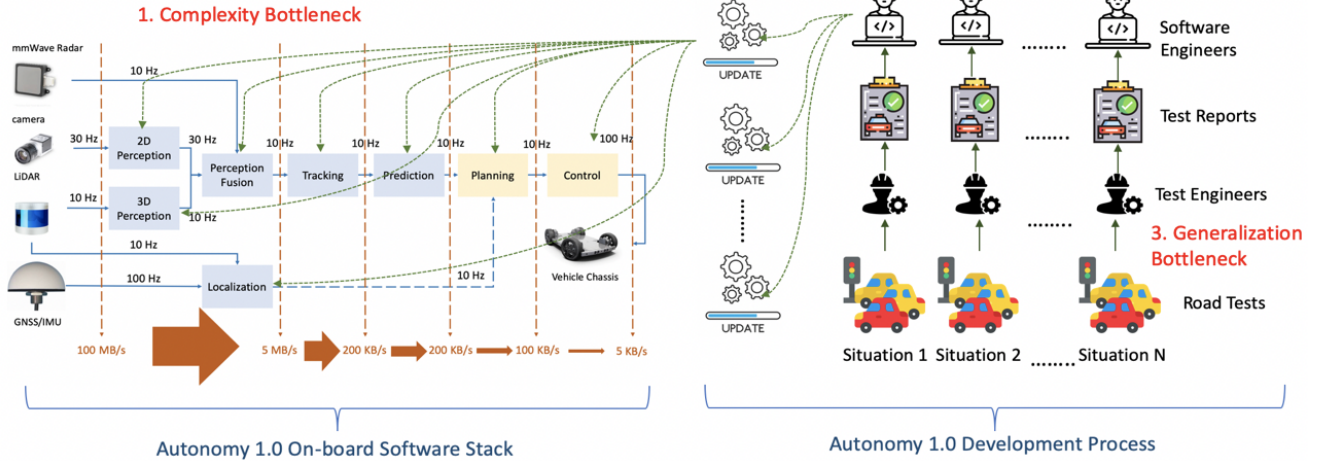 1. Complexity Bottleneck
mmWave Radar
10 Hz
camera
30 Hz
2D
Perception
30 Hz
LiDAR
10 Hz
3D
Perception
10 Hz
Perception
Fusion
10 Hz
Tracking
10 Hz
Prediction
10 Hz
Planning
10 Hz
Control
100 Hz
10 Hz
GNSS/IMU
100 Hz
Localization
10 Hz
Vehicle Chassis
100 MB/s
5 MB/s
200 KB/s
200 KB/s
100 KB/s
5 KB/s
Autonomy 1.0 On-board Software Stack
UPDATE
UPDATE
UPDATE
Software
Engineers
Test Reports
Test Engineers
3. Generalization
Bottleneck
Road Tests
Situation 1 Situation 2 ........ Situation N
Autonomy 1.0 Development Process